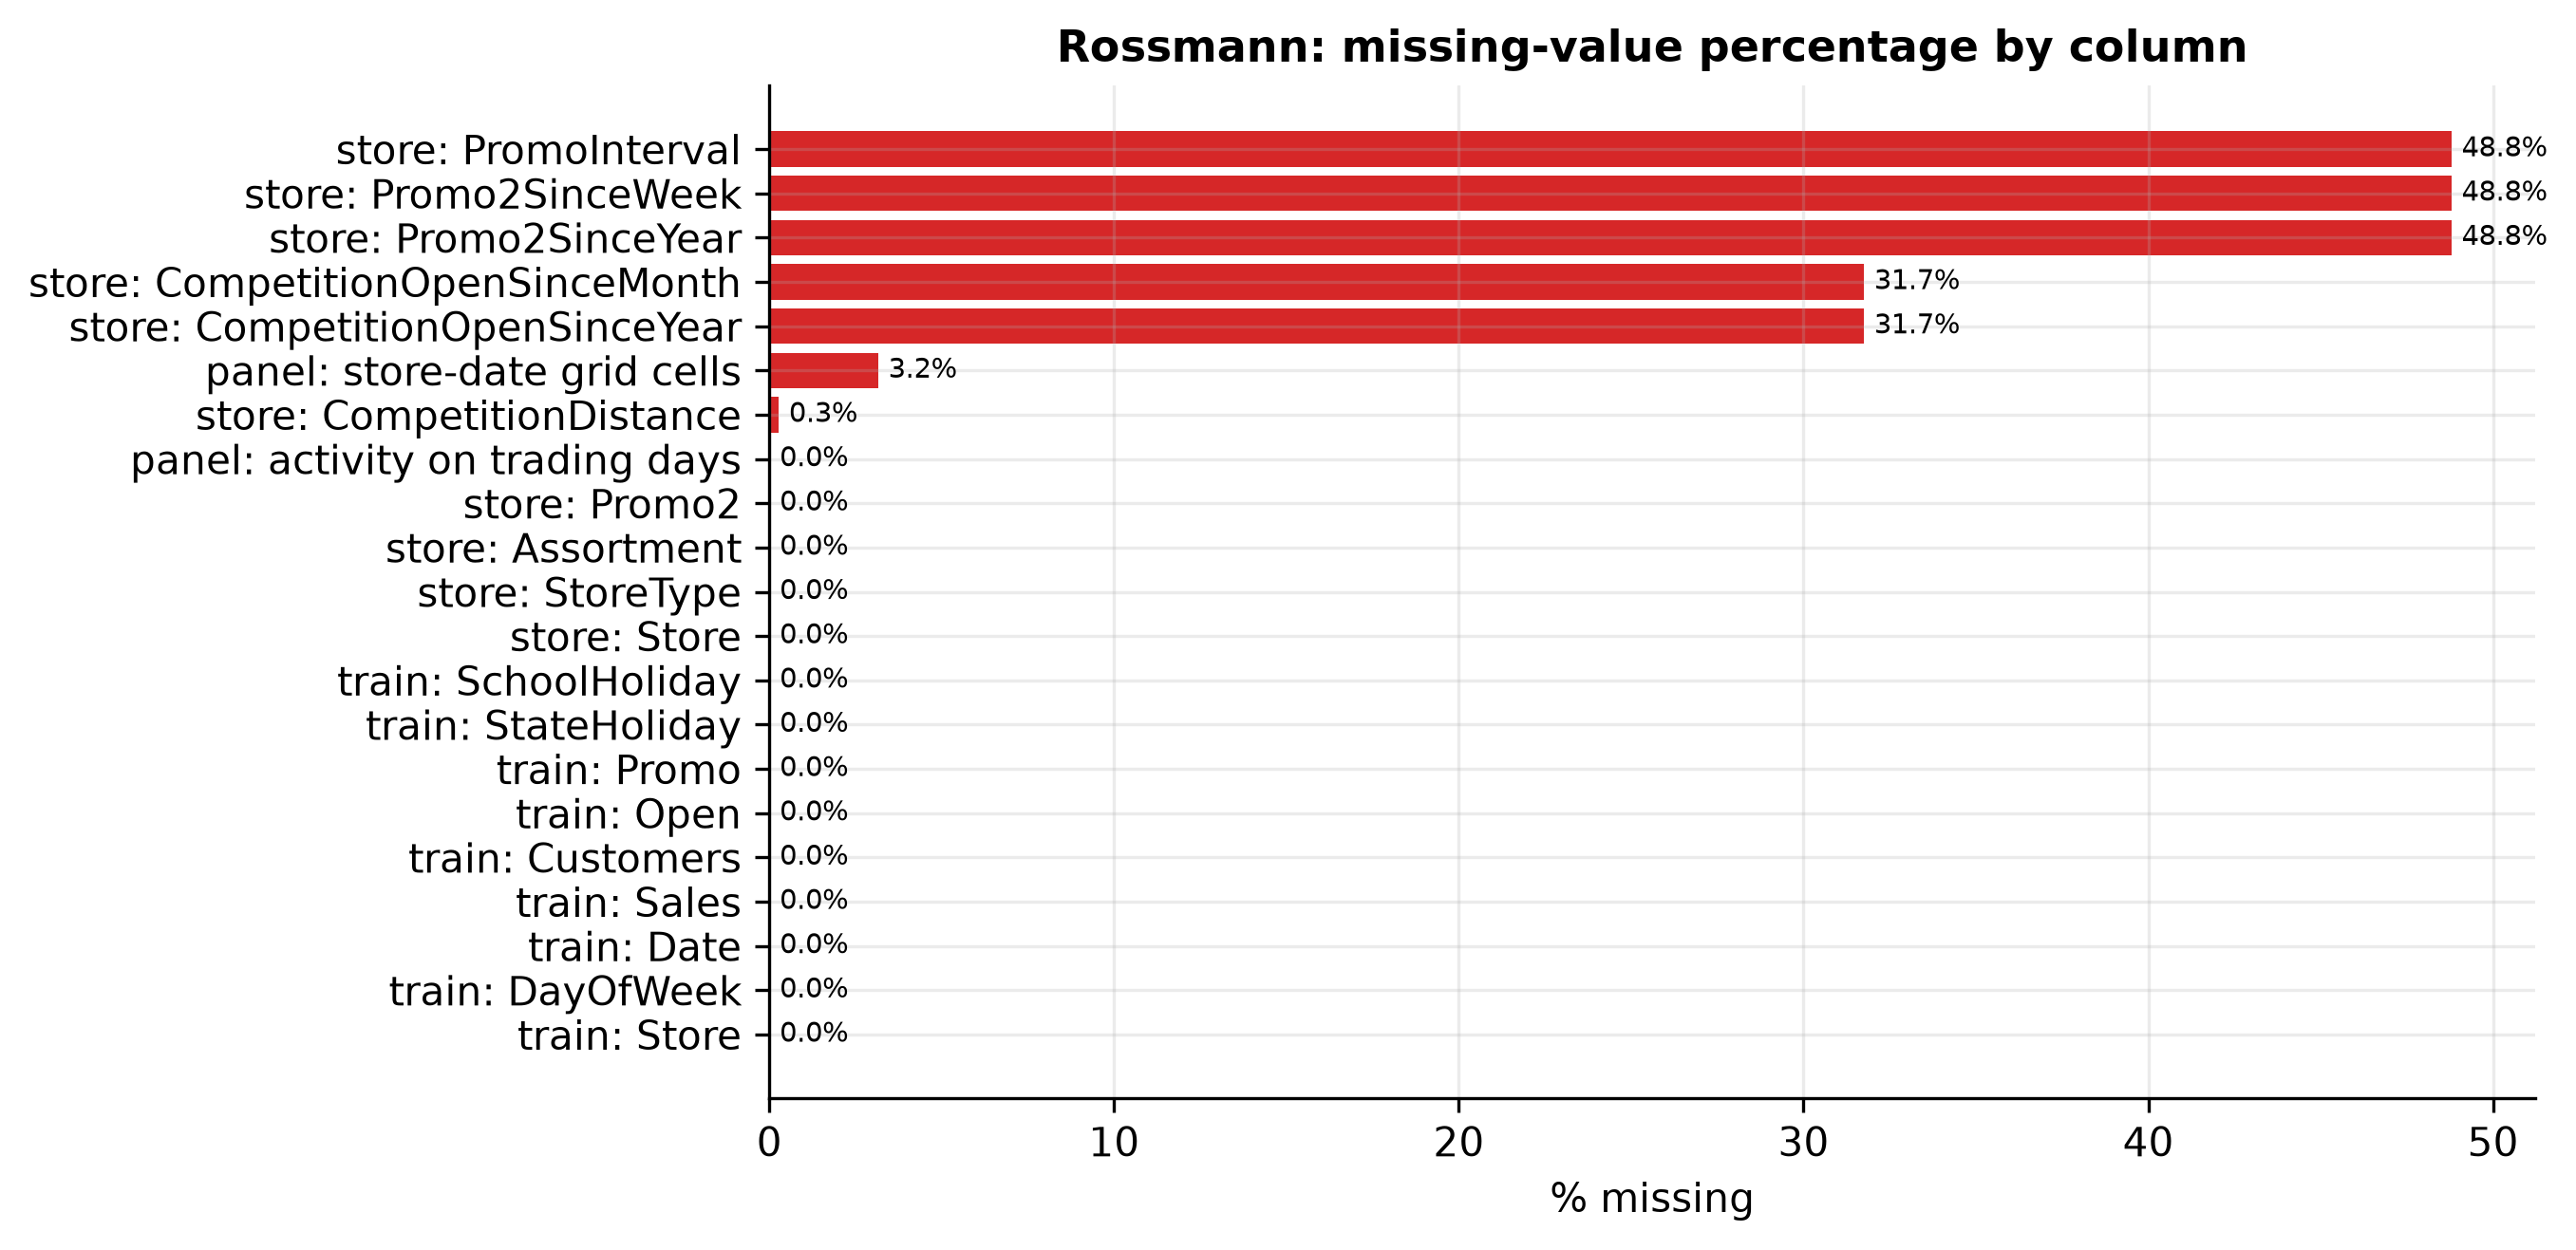 Rossmann: missing-value percentage by column
store: PromoInterval 48.8%
store: Promo2SinceWeek 48.8%
store: Promo2SinceYear 48.8%
store: CompetitionOpenSinceMonth 31.7%
store: CompetitionOpenSinceYear 31.7%
panel: store-date grid cells 3.2%
store: CompetitionDistance 0.3%
panel: activity on trading days 0.0%
store: Promo2 0.0%
store: Assortment 0.0%
store: StoreType 0.0%
store: Store 0.0%
train: SchoolHoliday 0.0%
train: StateHoliday 0.0%
train: Promo 0.0%
train: Open 0.0%
train: Customers 0.0%
train: Sales 0.0%
train: Date 0.0%
train: DayOfWeek 0.0%
train: Store 0.0%
0 10 20 30 40 50
% missing